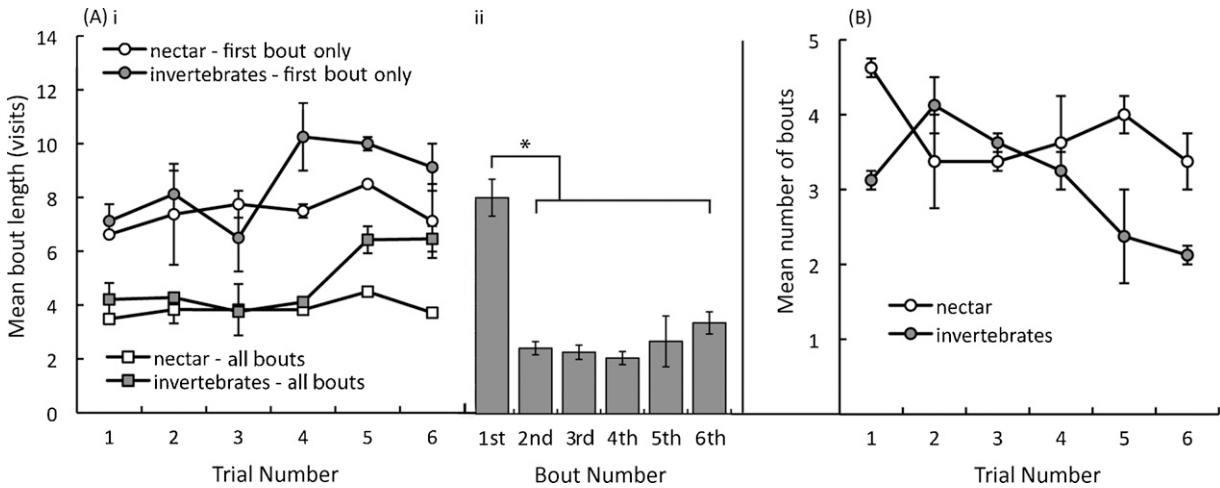 (A) i
14
12
10
8
6
4
2
0
Mean bout length (visits)
nectar - first bout only
invertebrates - first bout only
nectar - all bouts
invertebrates - all bouts
1 2 3 4 5 6
Trial Number
ii
*
1st 2nd 3rd 4th 5th 6th
Bout Number
(B)
5
4
3
2
1
Mean number of bouts
nectar
invertebrates
1 2 3 4 5 6
Trial Number